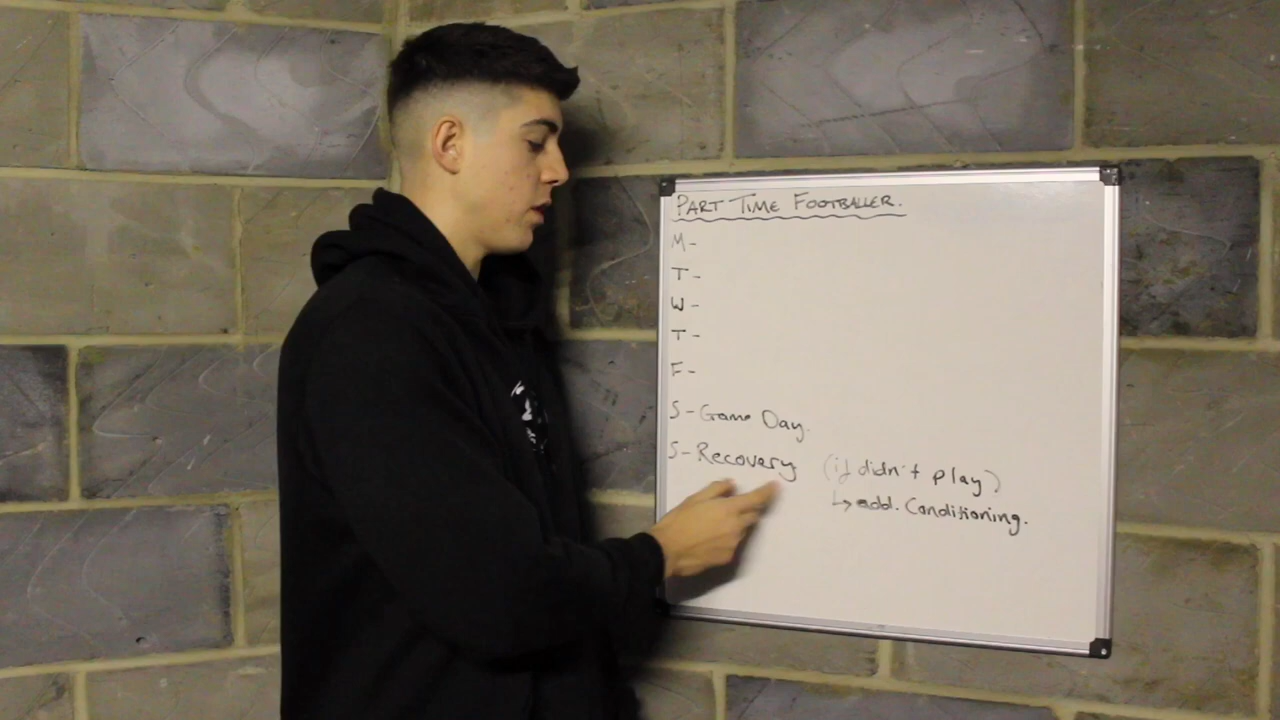 PART TIME FOOTBALLER.
M-
T-
W-
T-
F-
S-Game Day.
S-Recovery (if didn't play)
↳ add. Conditioning.